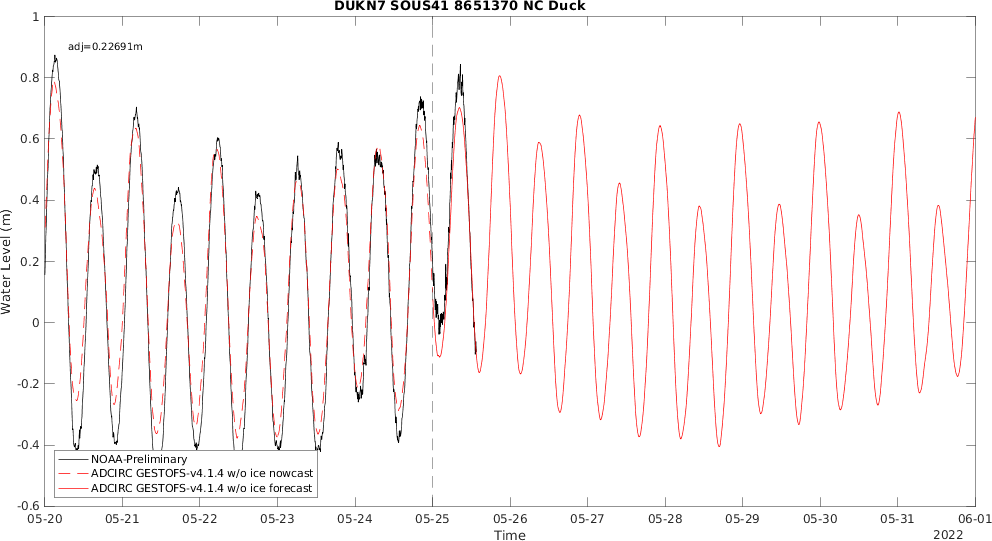 DUKN7 SOUS41 8651370 NC Duck
adj=0.22691m
Water Level (m)
1
0.8
0.6
0.4
0.2
0
-0.2
-0.4
-0.6
NOAA-Preliminary
ADCIRC GESTOFS-v4.1.4 w/o ice nowcast
ADCIRC GESTOFS-v4.1.4 w/o ice forecast
05-20 05-21 05-22 05-23 05-24 05-25 05-26 05-27 05-28 05-29 05-30 05-31 06-01
Time
2022